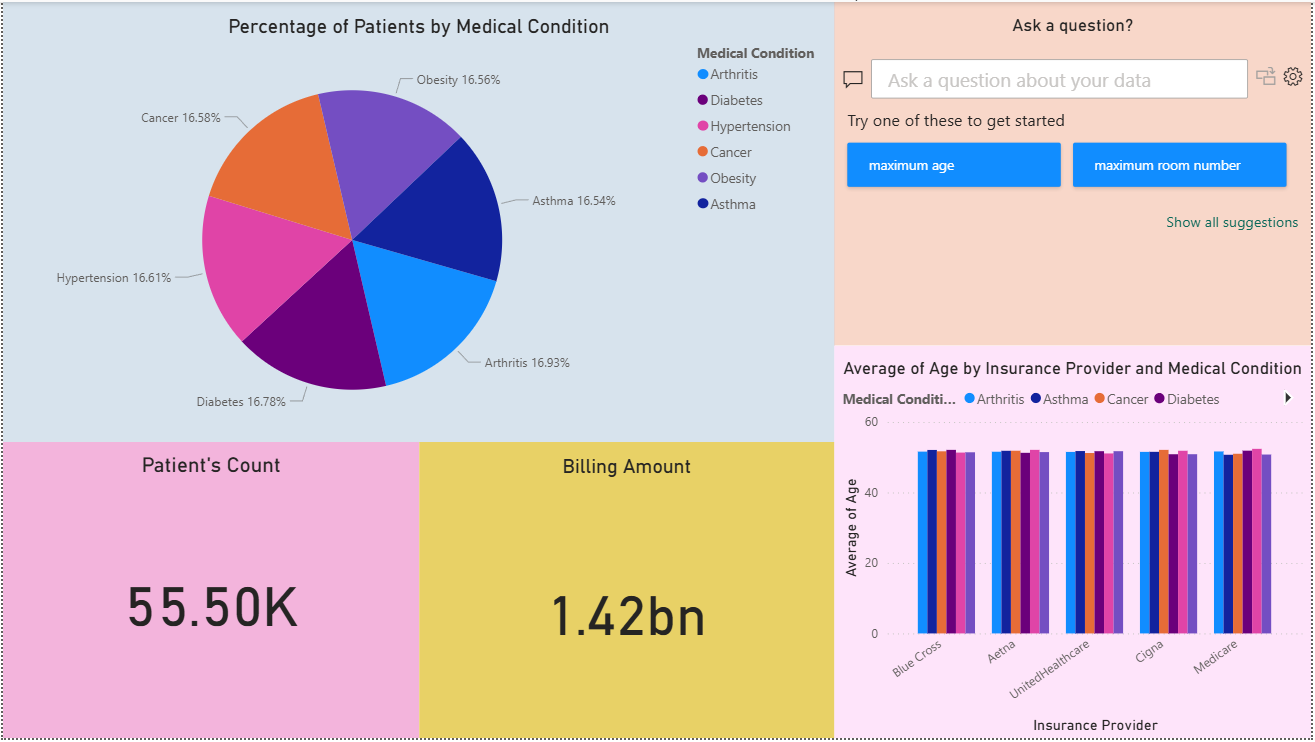 Percentage of Patients by Medical Condition
Medical Condition
Arthritis
Diabetes
Hypertension
Cancer
Obesity
Asthma
Obesity 16.56%
Cancer 16.58%
Asthma 16.54%
Hypertension 16.61%
Arthritis 16.93%
Diabetes 16.78%
Ask a question?
Ask a question about your data
Try one of these to get started
maximum age
maximum room number
Show all suggestions
Patient's Count
55.50K
Billing Amount
1.42bn
Average of Age by Insurance Provider and Medical Condition
Medical Conditi... Arthritis Asthma Cancer Diabetes
Average of Age
60
40
20
0
Blue Cross
Aetna
UnitedHealthcare
Cigna
Medicare
Insurance Provider